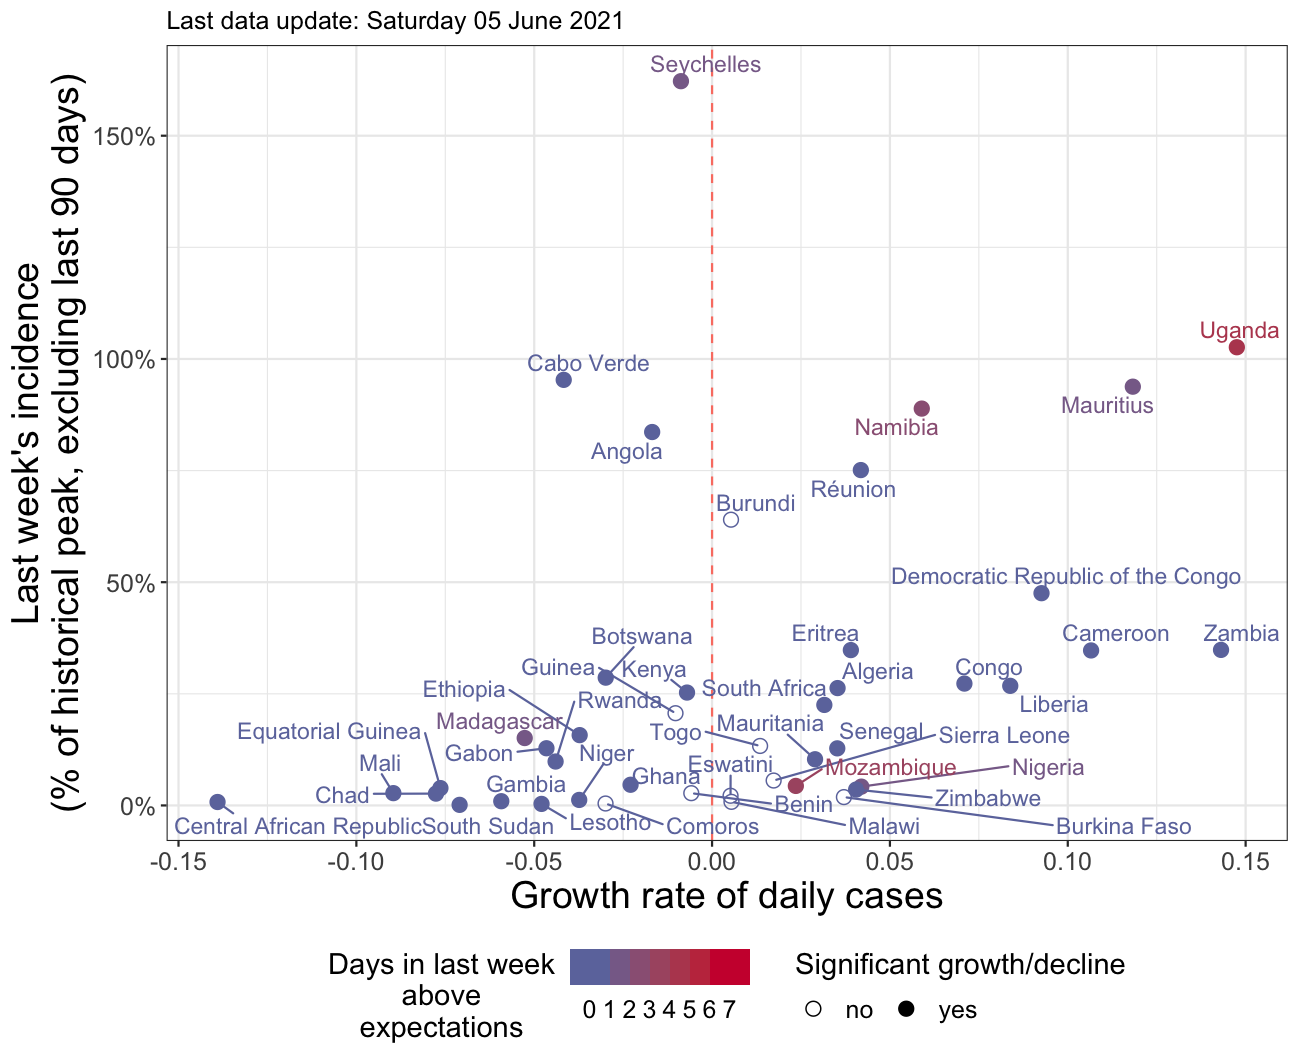 Last data update: Saturday 05 June 2021
Last week's incidence
(% of historical peak, excluding last 90 days)
150%
100%
50%
0%
Seychelles
Uganda
Cabo Verde
Mauritius
Namibia
Angola
Réunion
Burundi
Democratic Republic of the Congo
Botswana
Eritrea
Cameroon
Zambia
Guinea
Kenya
Algeria
Congo
Ethiopia
Rwanda
South Africa
Liberia
Madagascar
Equatorial Guinea
Togo
Mauritania
Senegal
Sierra Leone
Gabon
Niger
Mali
Eswatini
Mozambique
Nigeria
Chad
Gambia
Ghana
Benin
Zimbabwe
Central African Republic
South Sudan
Lesotho
Comoros
Malawi
Burkina Faso
-0.15
-0.10
-0.05
0.00
0.05
0.10
0.15
Growth rate of daily cases
Days in last week
above
expectations
0 1 2 3 4 5 6 7
Significant growth/decline
no
yes